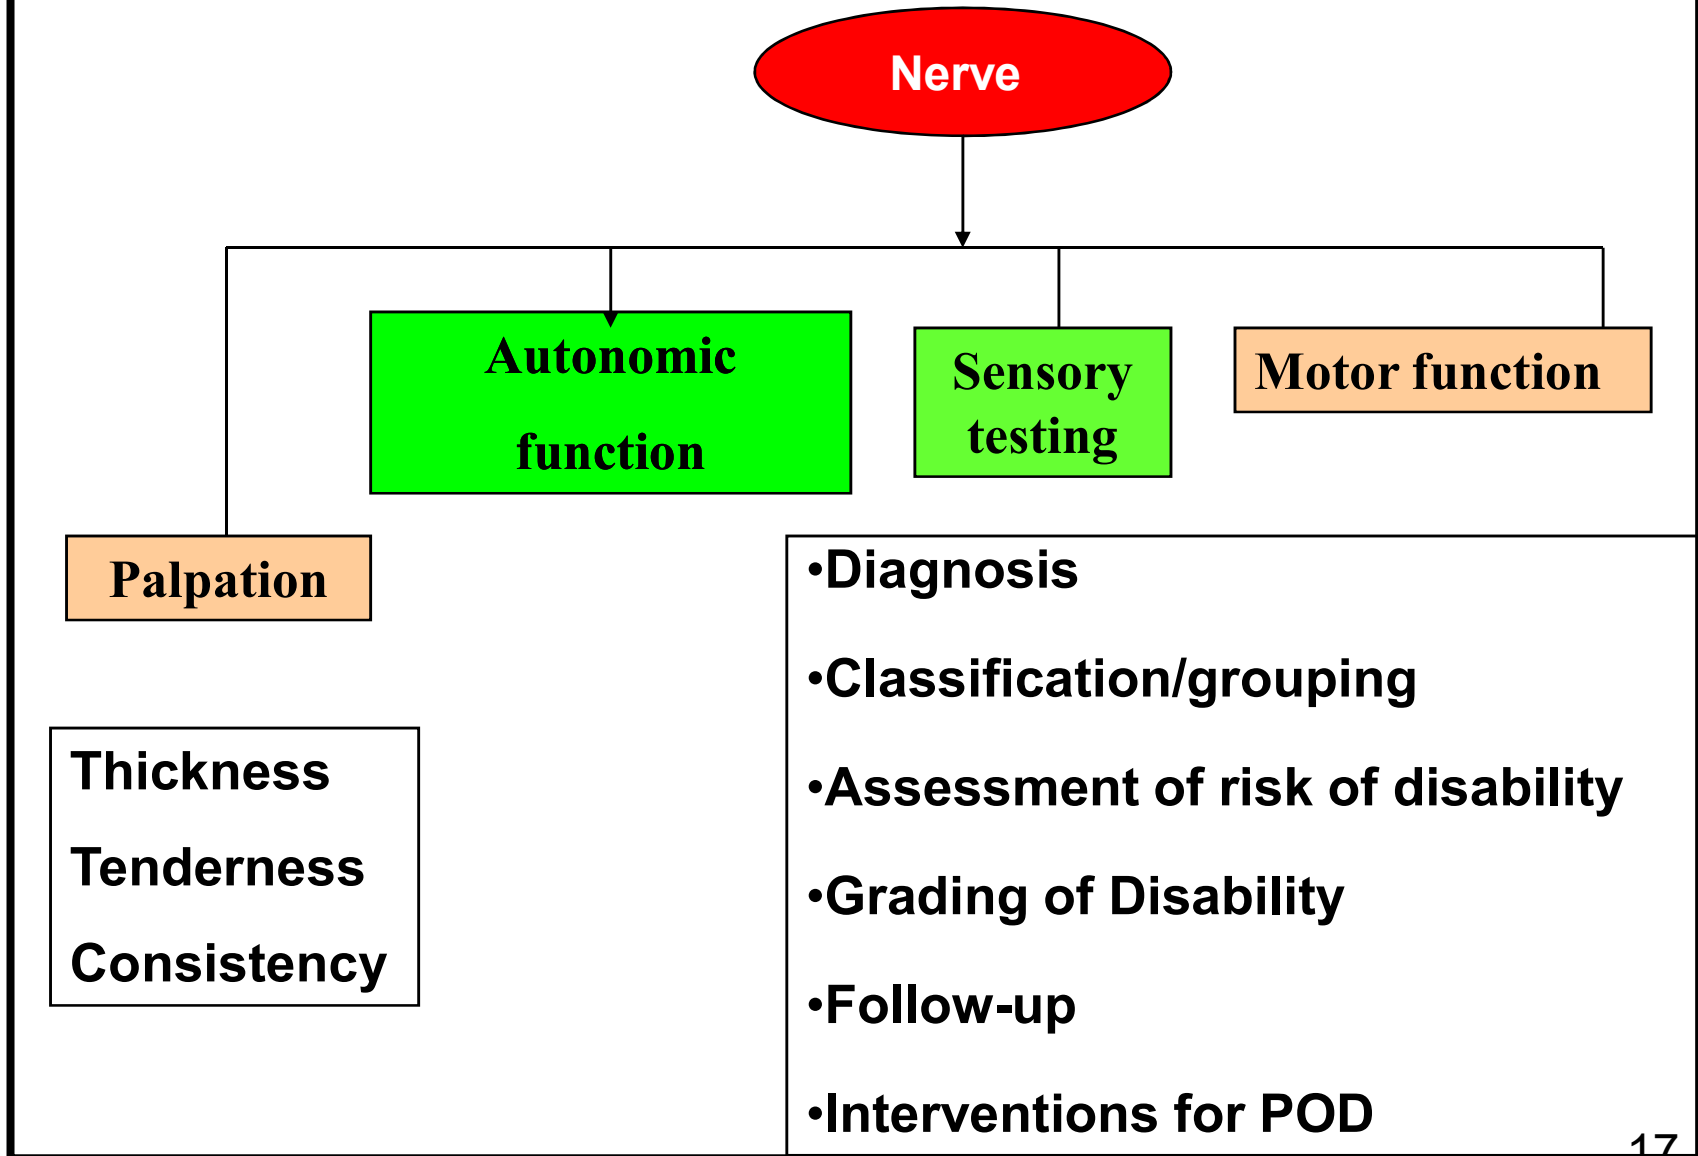 Nerve
Autonomic
function
Sensory
testing
Motor function
Palpation
Thickness
Tenderness
Consistency
•Diagnosis
•Classification/grouping
•Assessment of risk of disability
•Grading of Disability
•Follow-up
•Interventions for POD
17